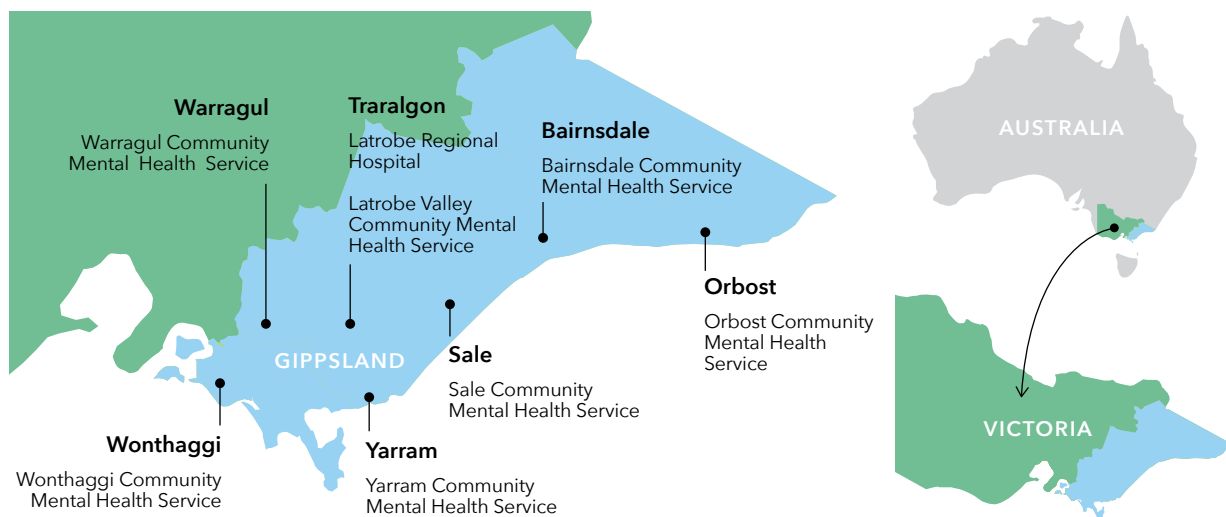 Warragul
Warragul Community
Mental Health Service
Traralgon
Latrobe Regional
Hospital
Latrobe Valley
Community Mental
Health Service
Bairnsdale
Bairnsdale Community
Mental Health Service
Orbost
Orbost Community
Mental Health
Service
GIPPSLAND
Sale
Sale Community
Mental Health Service
Wonthaggi
Wonthaggi Community
Mental Health Service
Yarram
Yarram Community
Mental Health Service
AUSTRALIA
VICTORIA